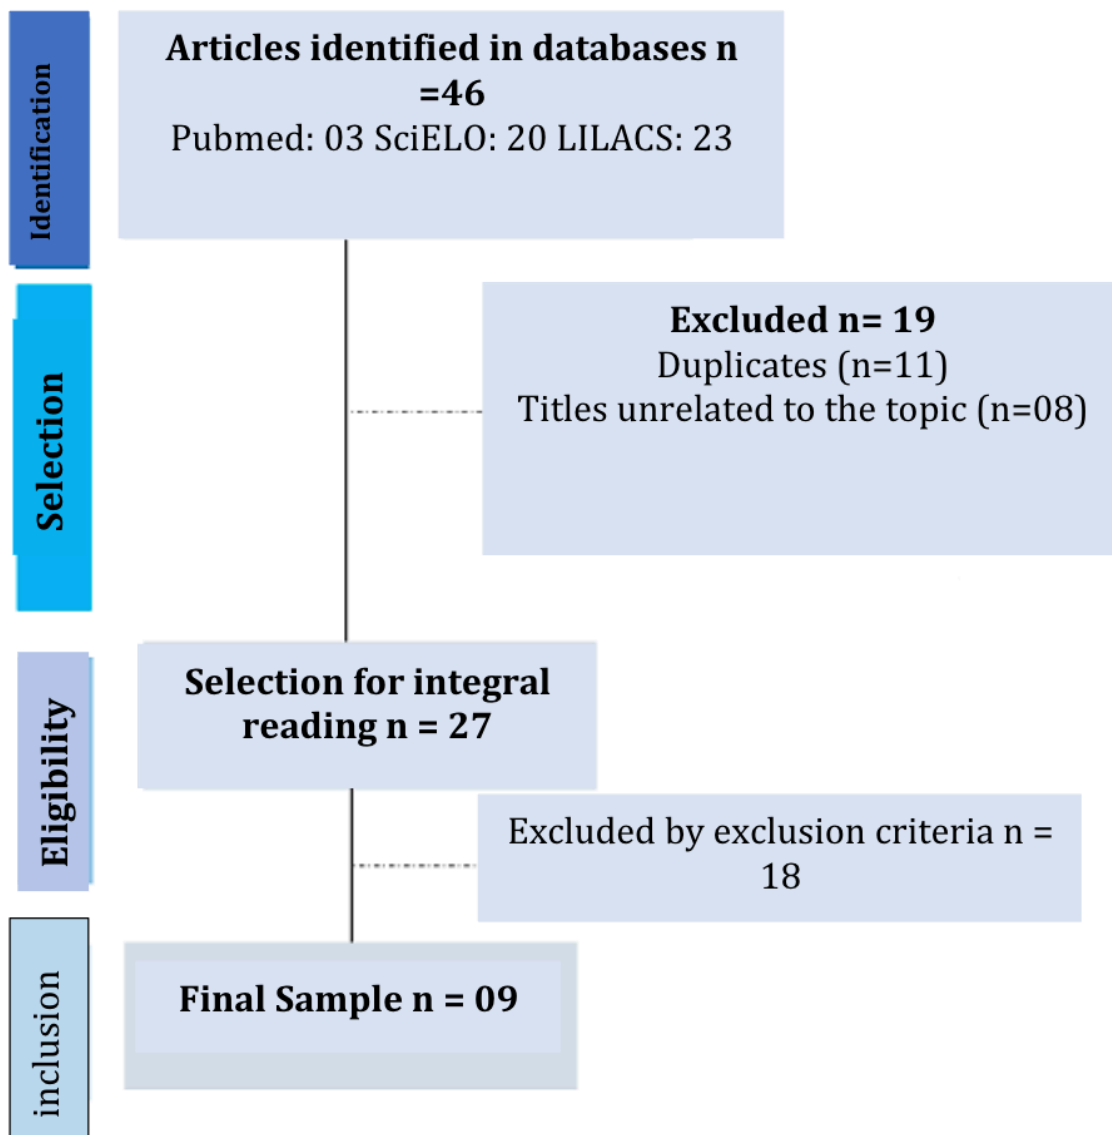 Identification
Articles identified in databases n
=46
Pubmed: 03 SciELO: 20 LILACS: 23
Selection
Excluded n= 19
Duplicates (n=11)
Titles unrelated to the topic (n=08)
Eligibility
Selection for integral
reading n = 27
Excluded by exclusion criteria n =
18
inclusion
Final Sample n = 09